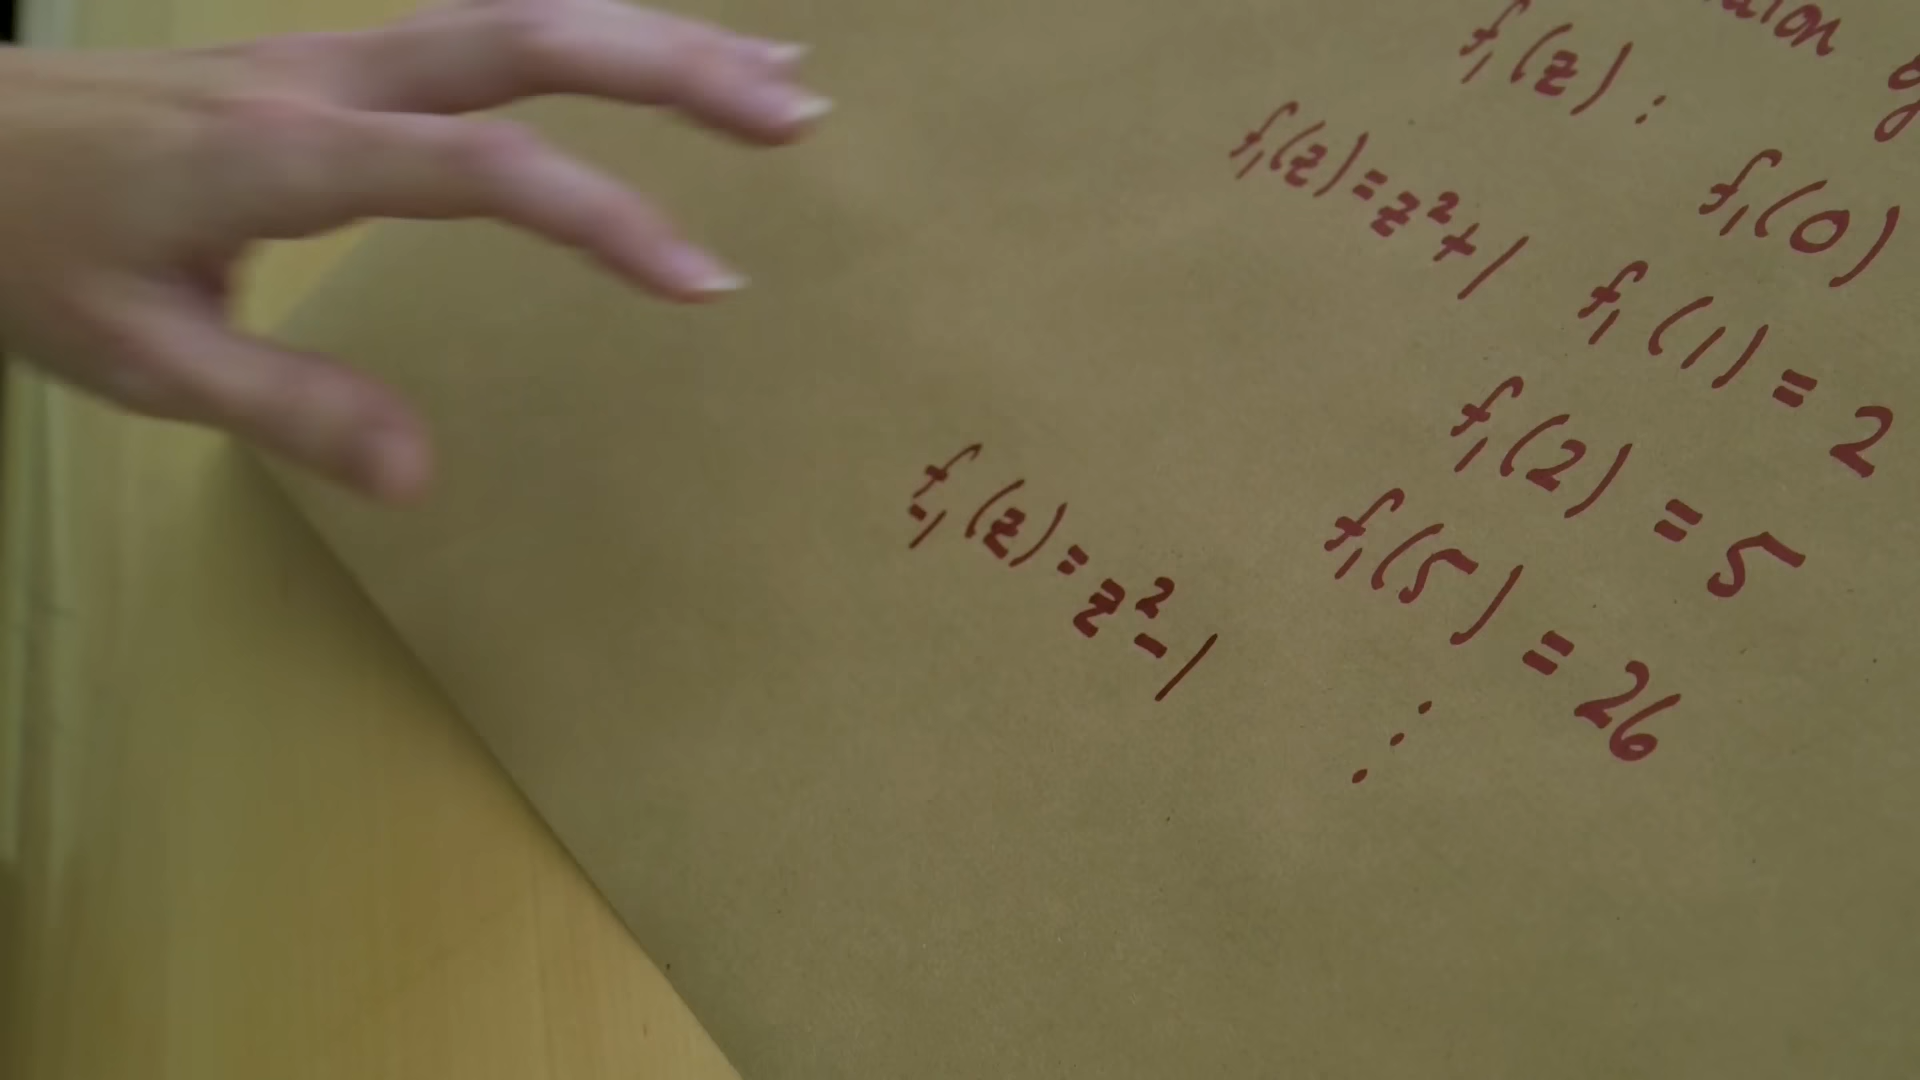 f₁(z) :
f₁(z) = z² + 1
f₁(0)
f₁(1) = 2
f₁(2) = 5
f₁(5) = 26
⋮
f₋₁(z) = z² - 1